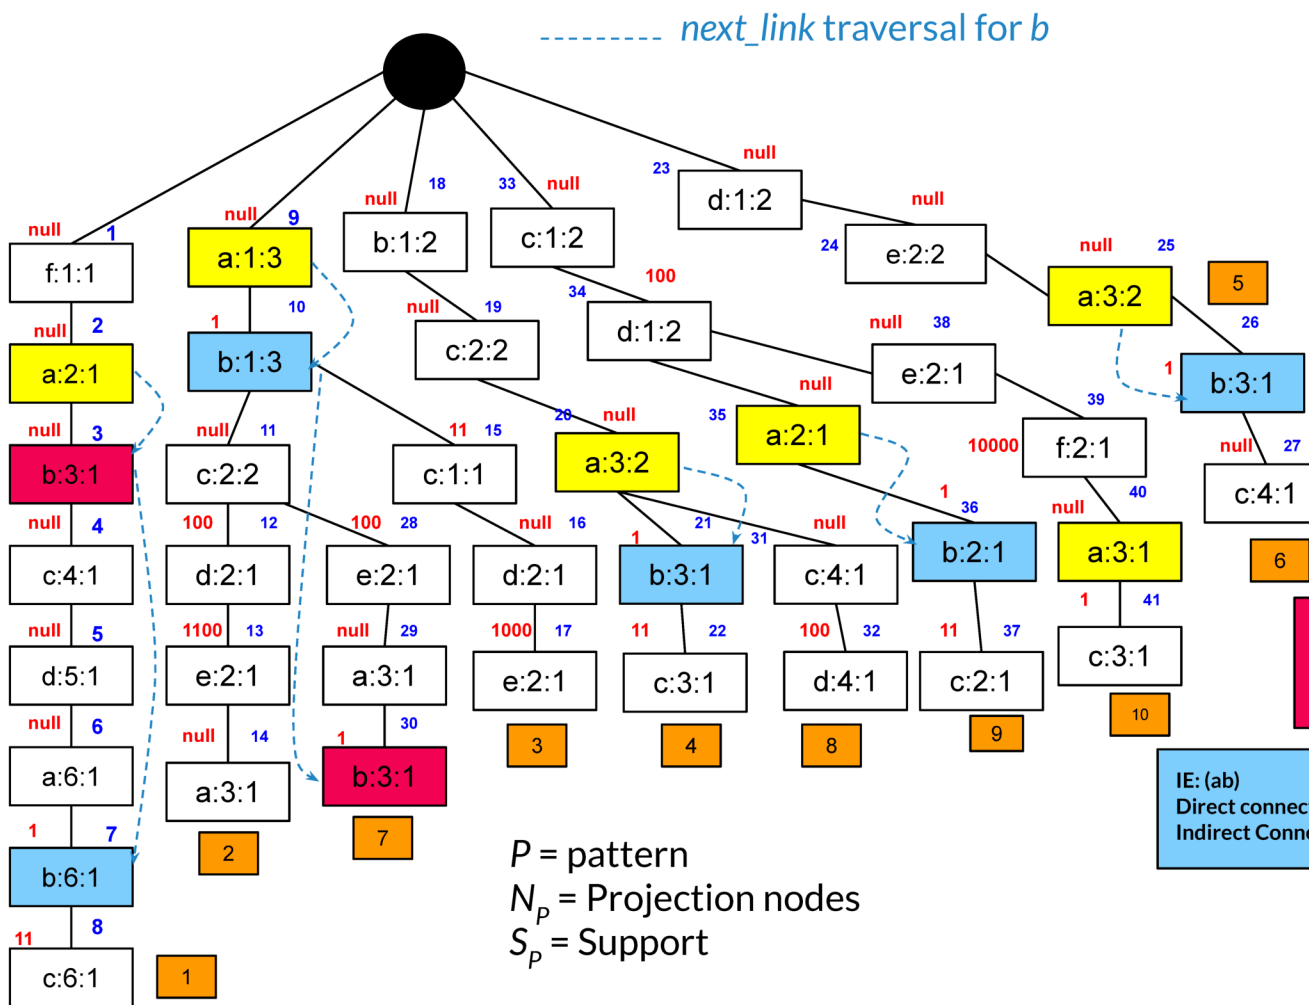 next_link traversal for b
null 23
d:1:2
null 18 33 null
null
null 9
b:1:2
c:1:2
24 e:2:2
null 25
null 1
a:1:3
a:3:2
5
f:1:1
34 100
null 2
1 10
null 19
d:1:2
null 38
26
a:2:1
b:1:3
c:2:2
e:2:1
1 b:3:1
null 3
null 11
11 15
20 null
35 null
39
b:3:1
c:2:2
c:1:1
a:3:2
a:2:1
10000 f:2:1
null 27
c:4:1
null 4
100 12
100 28
null 16
1 21 31
null
1 36
null 40
c:4:1
d:2:1
e:2:1
d:2:1
b:3:1
c:4:1
b:2:1
a:3:1
6
null 5
1100 13
null 29
1000 17
11 22
100 32
11 37
1 41
d:5:1
e:2:1
a:3:1
e:2:1
c:3:1
d:4:1
c:2:1
c:3:1
null 6
null 14
1 30
3
4
8
9
10
a:6:1
a:3:1
b:3:1
1 7
2
7
IE: (ab)
Direct connec
Indirect Conne
b:6:1
P = pattern
N_P = Projection nodes
S_P = Support
11 8
c:6:1
1